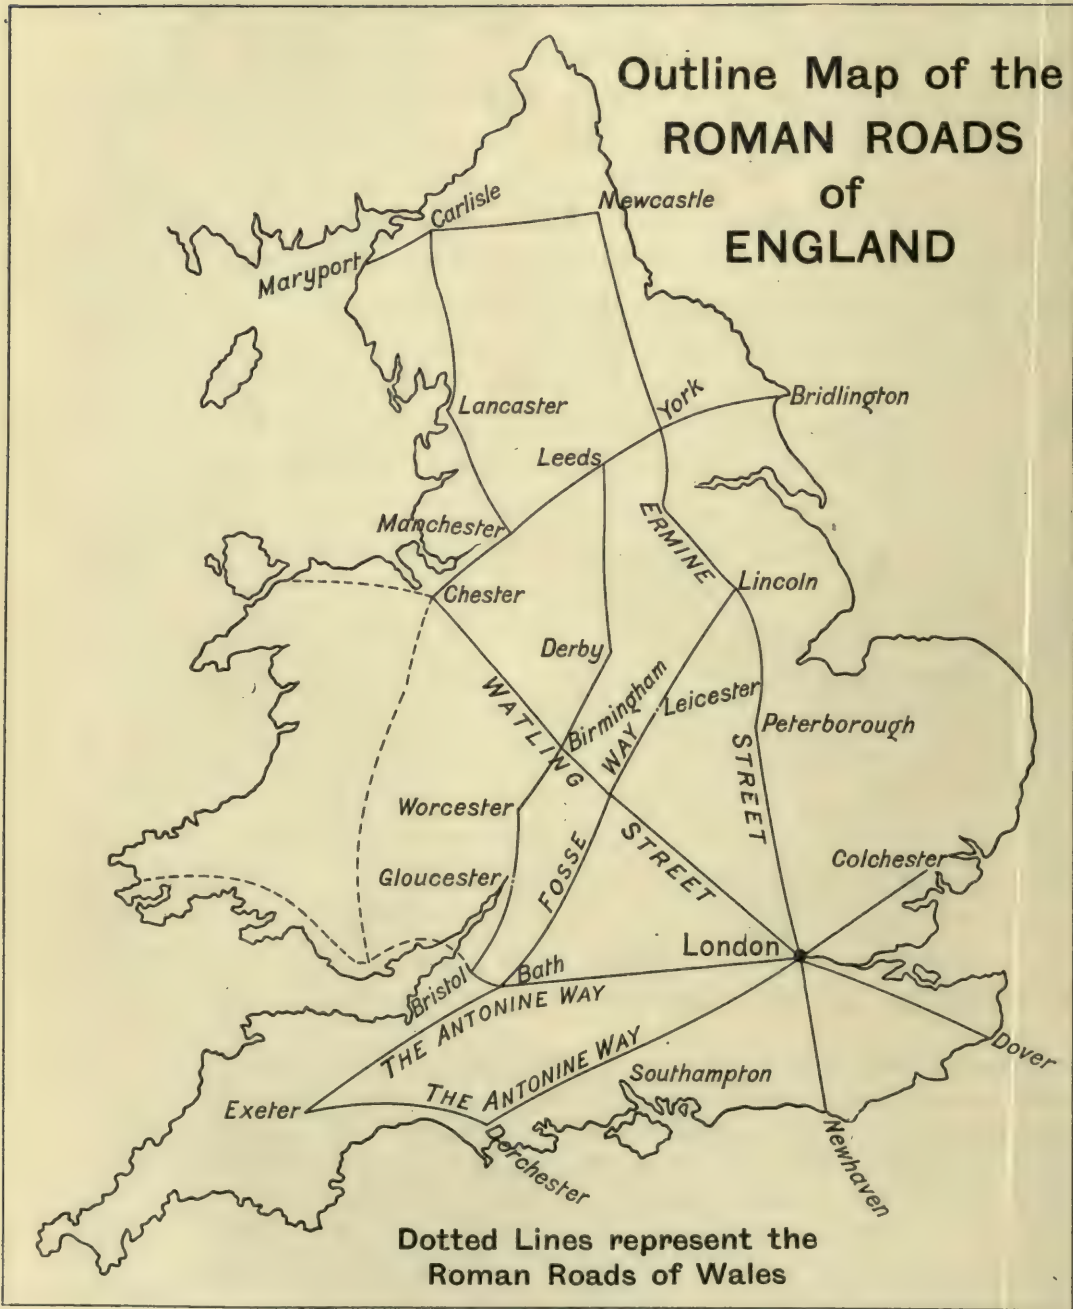 Outline Map of the
ROMAN ROADS
of
ENGLAND
Newcastle
Carlisle
Maryport
York
Bridlington
Lancaster
Leeds
Manchester
ERMINE
Lincoln
Chester
Derby
Birmingham
Leicester
WATLING
WAY
Peterborough
STREET
Worcester
STREET
FOSSE
Colchester
Gloucester
London
Bath
Bristol
THE ANTONINE WAY
THE ANTONINE WAY
Dover
Southampton
Exeter
Dorchester
Newhaven
Dotted Lines represent the
Roman Roads of Wales